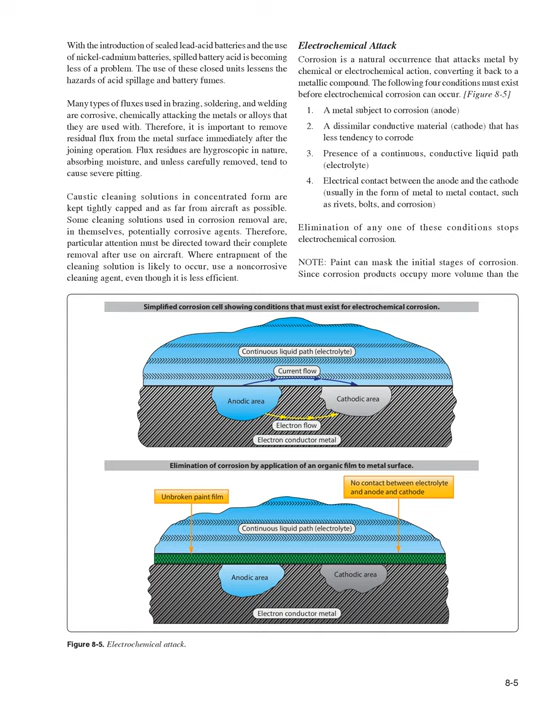 With the introduction of sealed lead-acid batteries and the use
of nickel-cadmium batteries, spilled battery acid is becoming
less of a problem. The use of these closed units lessens the
hazards of acid spillage and battery fumes.
Many types of fluxes used in brazing, soldering, and welding
are corrosive, chemically attacking the metals or alloys that
they are used with. Therefore, it is important to remove
residual flux from the metal surface immediately after the
joining operation. Flux residues are hygroscopic in nature,
absorbing moisture, and unless carefully removed, tend to
cause severe pitting.
Caustic cleaning solutions in concentrated form are
kept tightly capped and as far from aircraft as possible.
Some cleaning solutions used in corrosion removal are,
in themselves, potentially corrosive agents. Therefore,
particular attention must be directed toward their complete
removal after use on aircraft. Where entrapment of the
cleaning solution is likely to occur, use a noncorrosive
cleaning agent, even though it is less efficient.
Electrochemical Attack
Corrosion is a natural occurrence that attacks metal by
chemical or electrochemical action, converting it back to a
metallic compound. The following four conditions must exist
before electrochemical corrosion can occur. [Figure 8-5]
1. A metal subject to corrosion (anode)
2. A dissimilar conductive material (cathode) that has
less tendency to corrode
3. Presence of a continuous, conductive liquid path
(electrolyte)
4. Electrical contact between the anode and the cathode
(usually in the form of metal to metal contact, such
as rivets, bolts, and corrosion)
Elimination of any one of these conditions stops
electrochemical corrosion.
NOTE: Paint can mask the initial stages of corrosion.
Since corrosion products occupy more volume than the
Simplified corrosion cell showing conditions that must exist for electrochemical corrosion.
Continuous liquid path (electrolyte)
Current flow
Anodic area
Cathodic area
Electron flow
Electron conductor metal
Elimination of corrosion by application of an organic film to metal surface.
Unbroken paint film
No contact between electrolyte
and anode and cathode
Continuous liquid path (electrolyte)
Anodic area
Cathodic area
Electron conductor metal
Figure 8-5. Electrochemical attack.
8-5